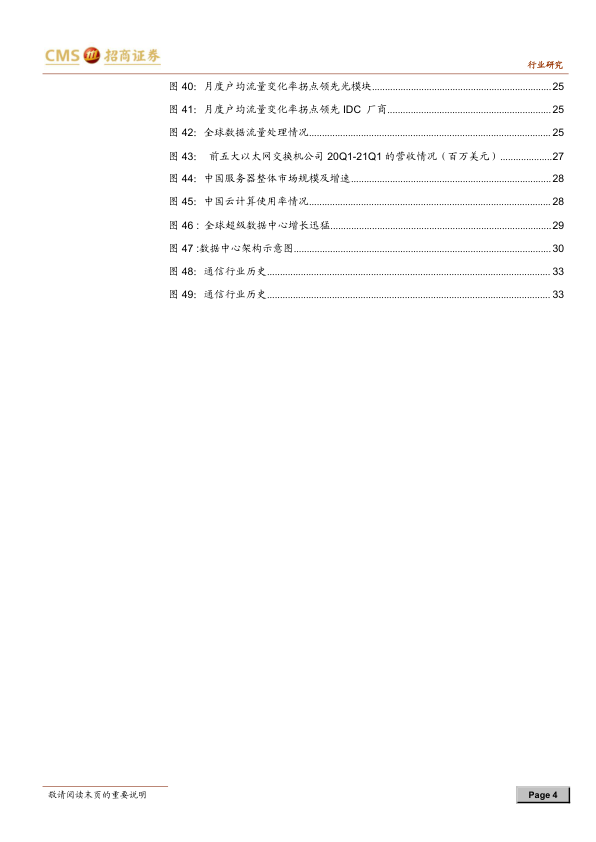 CMS 招商证券
行业研究
图 40：月度户均流量变化率拐点领先光模块......................................................................25
图 41：月度户均流量变化率拐点领先 IDC 厂商...............................................................25
图 42：全球数据流量处理情况.............................................................................................25
图 43： 前五大以太网交换机公司 20Q1-21Q1 的营收情况（百万美元）....................27
图 44：中国服务器整体市场规模及增速.............................................................................28
图 45：中国云计算使用率情况.............................................................................................28
图 46 : 全球超级数据中心增长迅猛.....................................................................................29
图 47 :数据中心架构示意图...................................................................................................30
图 48：通信行业历史.............................................................................................................33
图 49：通信行业历史.............................................................................................................33
敬请阅读末页的重要说明
Page 4